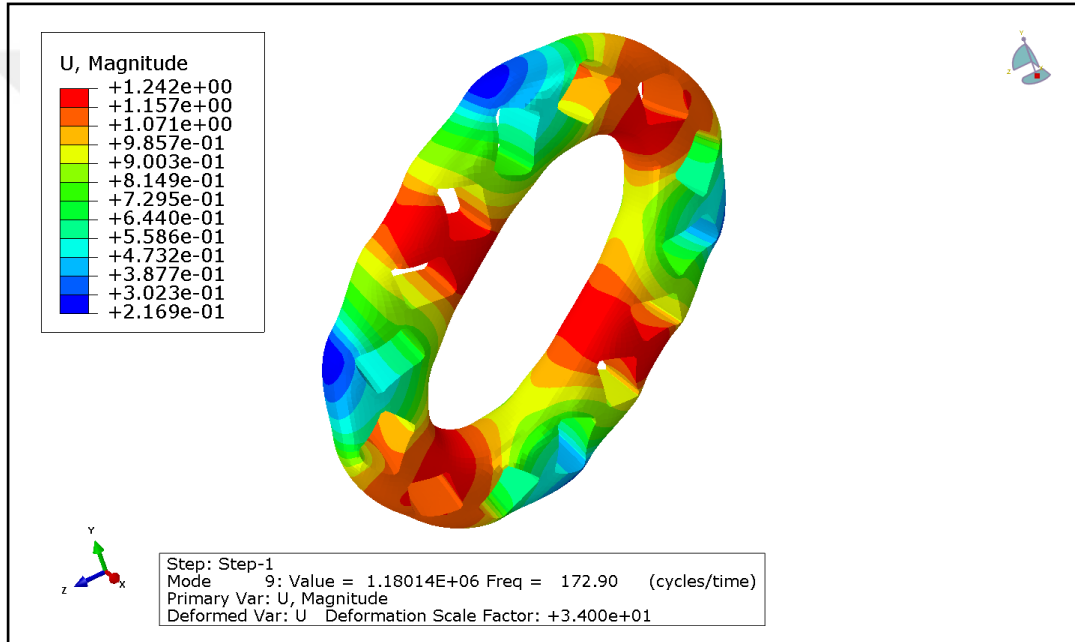 U, Magnitude
+1.242e+00
+1.157e+00
+1.071e+00
+9.857e-01
+9.003e-01
+8.149e-01
+7.295e-01
+6.440e-01
+5.586e-01
+4.732e-01
+3.877e-01
+3.023e-01
+2.169e-01
Y
Z
X
Y
Z X
Step: Step-1
Mode 9: Value = 1.18014E+06 Freq = 172.90 (cycles/time)
Primary Var: U, Magnitude
Deformed Var: U Deformation Scale Factor: +3.400e+01